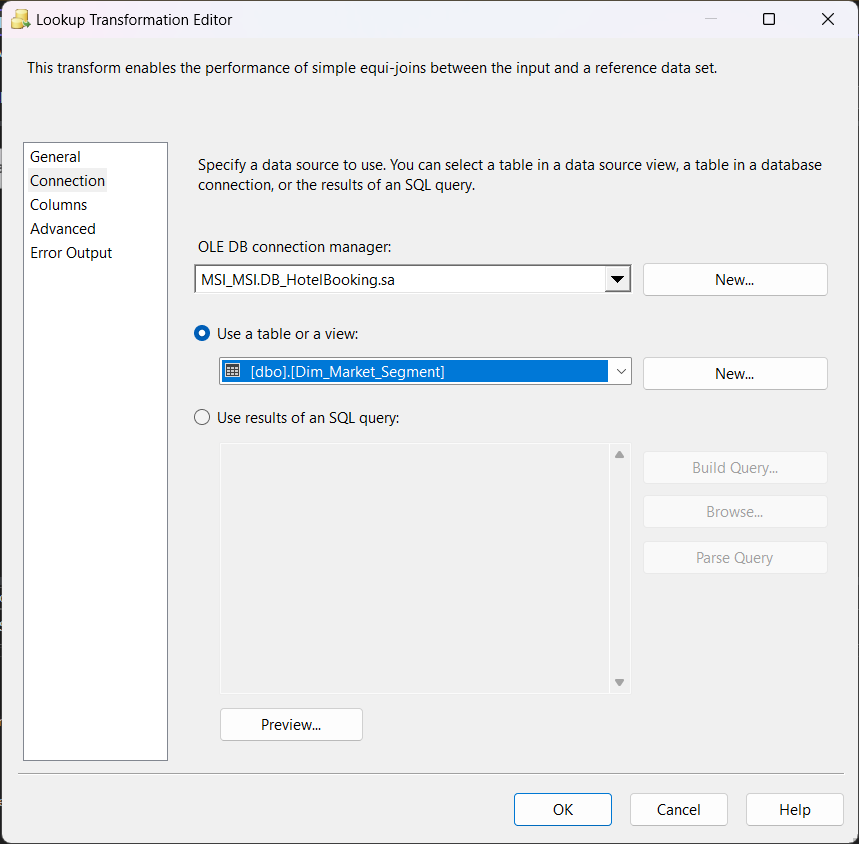 Lookup Transformation Editor
This transform enables the performance of simple equi-joins between the input and a reference data set.
General
Connection
Columns
Advanced
Error Output
Specify a data source to use. You can select a table in a data source view, a table in a database
connection, or the results of an SQL query.
OLE DB connection manager:
MSI_MSI.DB_HotelBooking.sa
New...
Use a table or a view:
[dbo].[Dim_Market_Segment]
New...
Use results of an SQL query:
Build Query...
Browse...
Parse Query
Preview...
OK
Cancel
Help